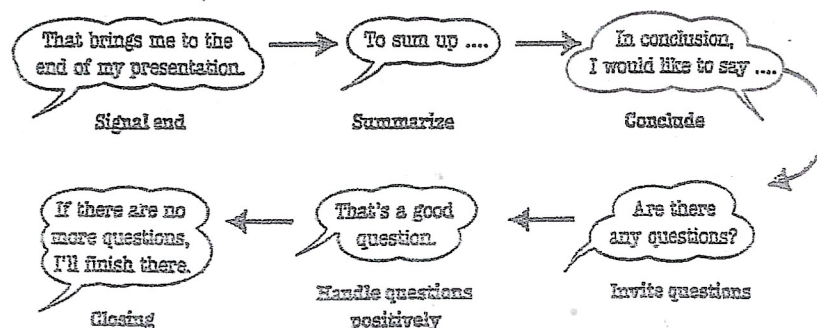 That brings me to the
end of my presentation.
Signal end
To sum up ....
Summarize
In conclusion,
I would like to say ....
Conclude
Are there
any questions?
Invite questions
That's a good
question.
Handle questions
positively
If there are no
more questions,
I'll finish there.
Closing